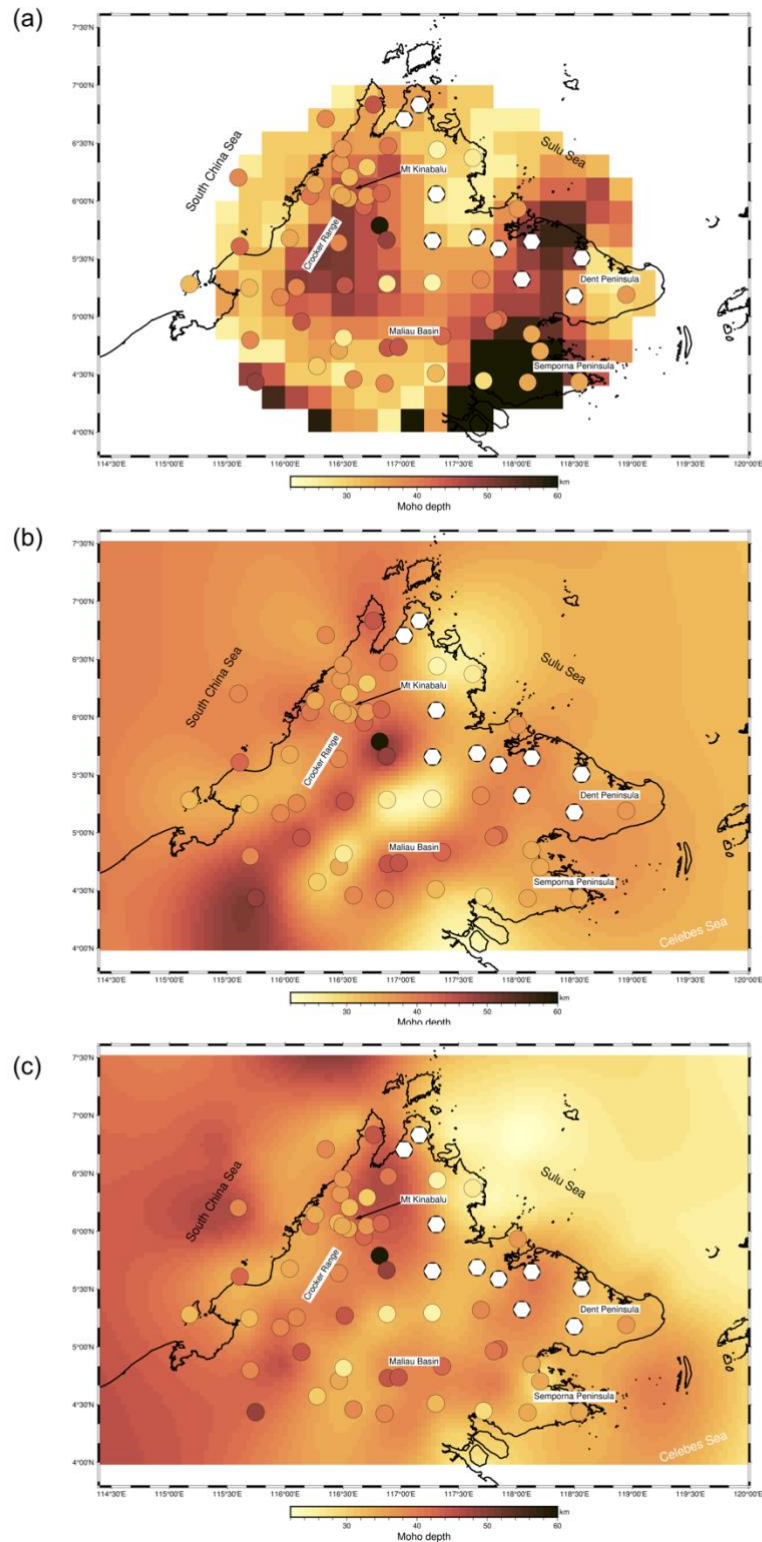 (a)
7°30'N
7°00'N
6°30'N
6°00'N
5°30'N
5°00'N
4°30'N
4°00'N
South China Sea
Sulu Sea
Mt Kinabalu
Crocker Range
Dent Peninsula
Maliau Basin
Semporna Peninsula
114°30'E 115°00'E 115°30'E 116°00'E 116°30'E 117°00'E 117°30'E 118°00'E 118°30'E 119°00'E 119°30'E 120°00'E
km
30 40 50 60
Moho depth
(b)
7°30'N
7°00'N
6°30'N
6°00'N
5°30'N
5°00'N
4°30'N
4°00'N
South China Sea
Sulu Sea
Mt Kinabalu
Crocker Range
Dent Peninsula
Maliau Basin
Semporna Peninsula
Celebes Sea
114°30'E 115°00'E 115°30'E 116°00'E 116°30'E 117°00'E 117°30'E 118°00'E 118°30'E 119°00'E 119°30'E 120°00'E
km
30 40 50 60
Moho depth
(c)
7°30'N
7°00'N
6°30'N
6°00'N
5°30'N
5°00'N
4°30'N
4°00'N
South China Sea
Sulu Sea
Mt Kinabalu
Crocker Range
Dent Peninsula
Maliau Basin
Semporna Peninsula
Celebes Sea
114°30'E 115°00'E 115°30'E 116°00'E 116°30'E 117°00'E 117°30'E 118°00'E 118°30'E 119°00'E 119°30'E 120°00'E
km
30 40 50 60
Moho depth